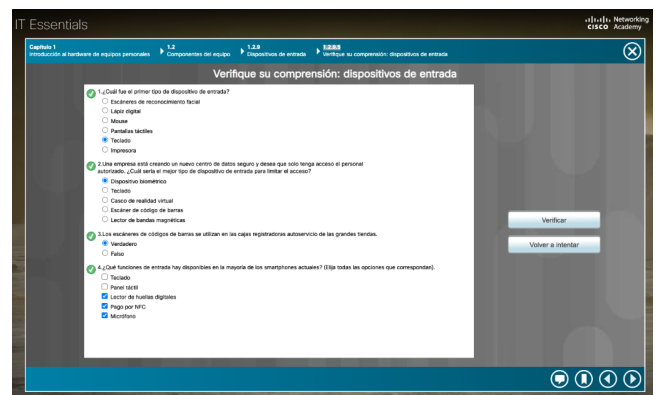 IT Essentials
Networking
CISCO Academy
Capítulo 1
Introducción al hardware de equipos personales
1.2
Componentes del equipo
1.2.9
Dispositivos de entrada
1.2.9.5
Verifique su comprensión: dispositivos de entrada
Verifique su comprensión: dispositivos de entrada
1.¿Cuál fue el primer tipo de dispositivo de entrada?
Escáneres de reconocimiento facial
Lápiz digital
Mouse
Pantallas táctiles
Teclado
Impresora
2.Una empresa está creando un nuevo centro de datos seguro y desea que solo tenga acceso el personal
autorizado. ¿Cuál sería el mejor tipo de dispositivo de entrada para limitar el acceso?
Dispositivo biométrico
Teclado
Casco de realidad virtual
Escáner de código de barras
Lector de bandas magnéticas
3.Los escáneres de códigos de barras se utilizan en las cajas registradoras autoservicio de las grandes tiendas.
Verdadero
Falso
4.¿Qué funciones de entrada hay disponibles en la mayoría de los smartphones actuales? (Elija todas las opciones que correspondan).
Teclado
Panel táctil
Lector de huellas digitales
Pago por NFC
Micrófono
Verificar
Volver a intentar